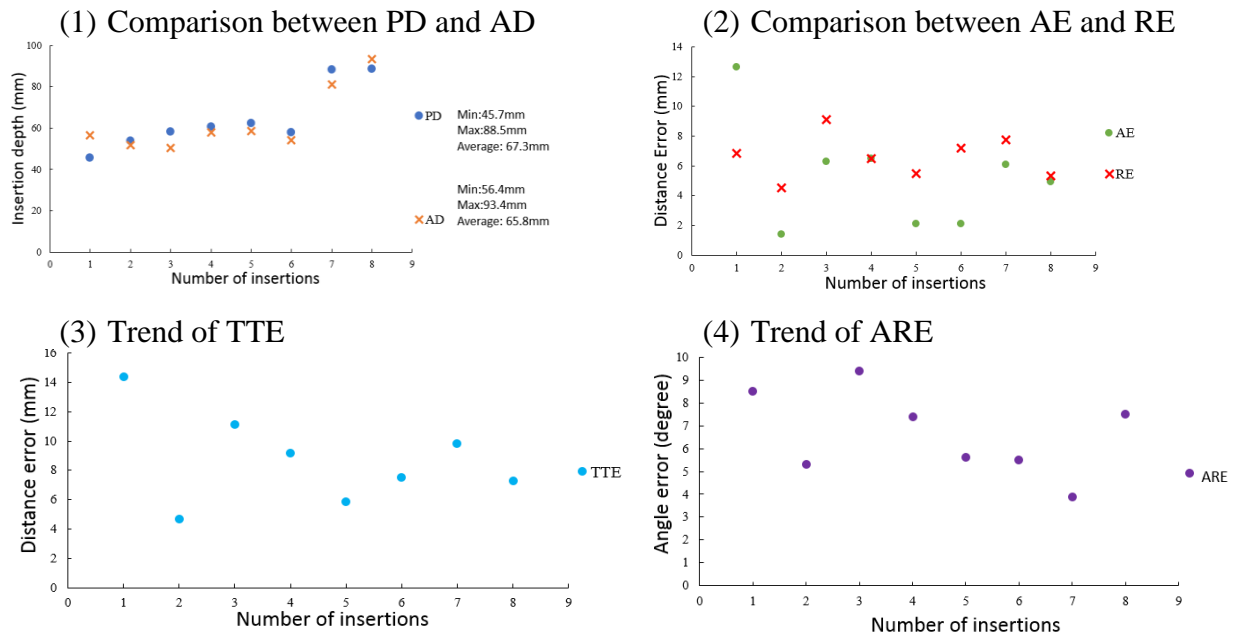 (1) Comparison between PD and AD
100
80
60
40
20
0
Insertion depth (mm)
0 1 2 3 4 5 6 7 8 9
Number of insertions
PD
Min:45.7mm
Max:88.5mm
Average: 67.3mm
AD
Min:56.4mm
Max:93.4mm
Average: 65.8mm
(2) Comparison between AE and RE
14
12
10
8
6
4
2
0
Distance Error (mm)
0 1 2 3 4 5 6 7 8 9
Number of insertions
AE
RE
(3) Trend of TTE
16
14
12
10
8
6
4
2
0
Distance error (mm)
0 1 2 3 4 5 6 7 8 9
Number of insertions
TTE
(4) Trend of ARE
10
9
8
7
6
5
4
3
2
1
0
Angle error (degree)
0 1 2 3 4 5 6 7 8 9
Number of insertions
ARE